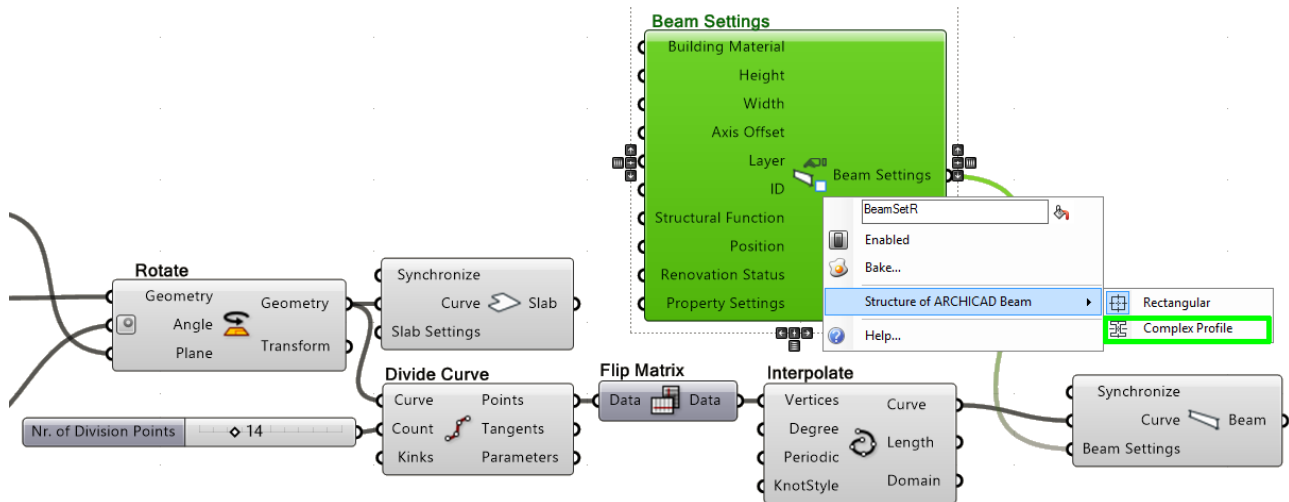 Beam Settings
Building Material
Height
Width
Axis Offset
Layer
ID
Structural Function
Position
Renovation Status
Property Settings
Beam Settings
BeamSetR
Enabled
Bake...
Structure of ARCHICAD Beam
Help...
Rectangular
Complex Profile
Rotate
Geometry
Angle
Plane
Geometry
Transform
Synchronize
Curve
Slab Settings
Slab
Nr. of Division Points
14
Divide Curve
Curve
Count
Kinks
Points
Tangents
Parameters
Flip Matrix
Data
Data
Interpolate
Vertices
Degree
Periodic
KnotStyle
Curve
Length
Domain
Synchronize
Curve
Beam Settings
Beam